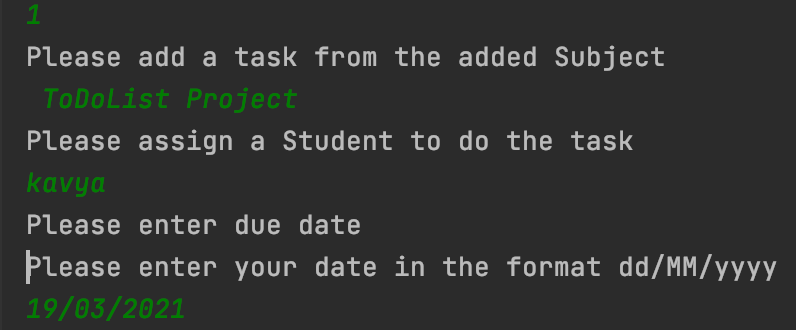 1
Please add a task from the added Subject
ToDoList Project
Please assign a Student to do the task
kavya
Please enter due date
Please enter your date in the format dd/MM/yyyy
19/03/2021